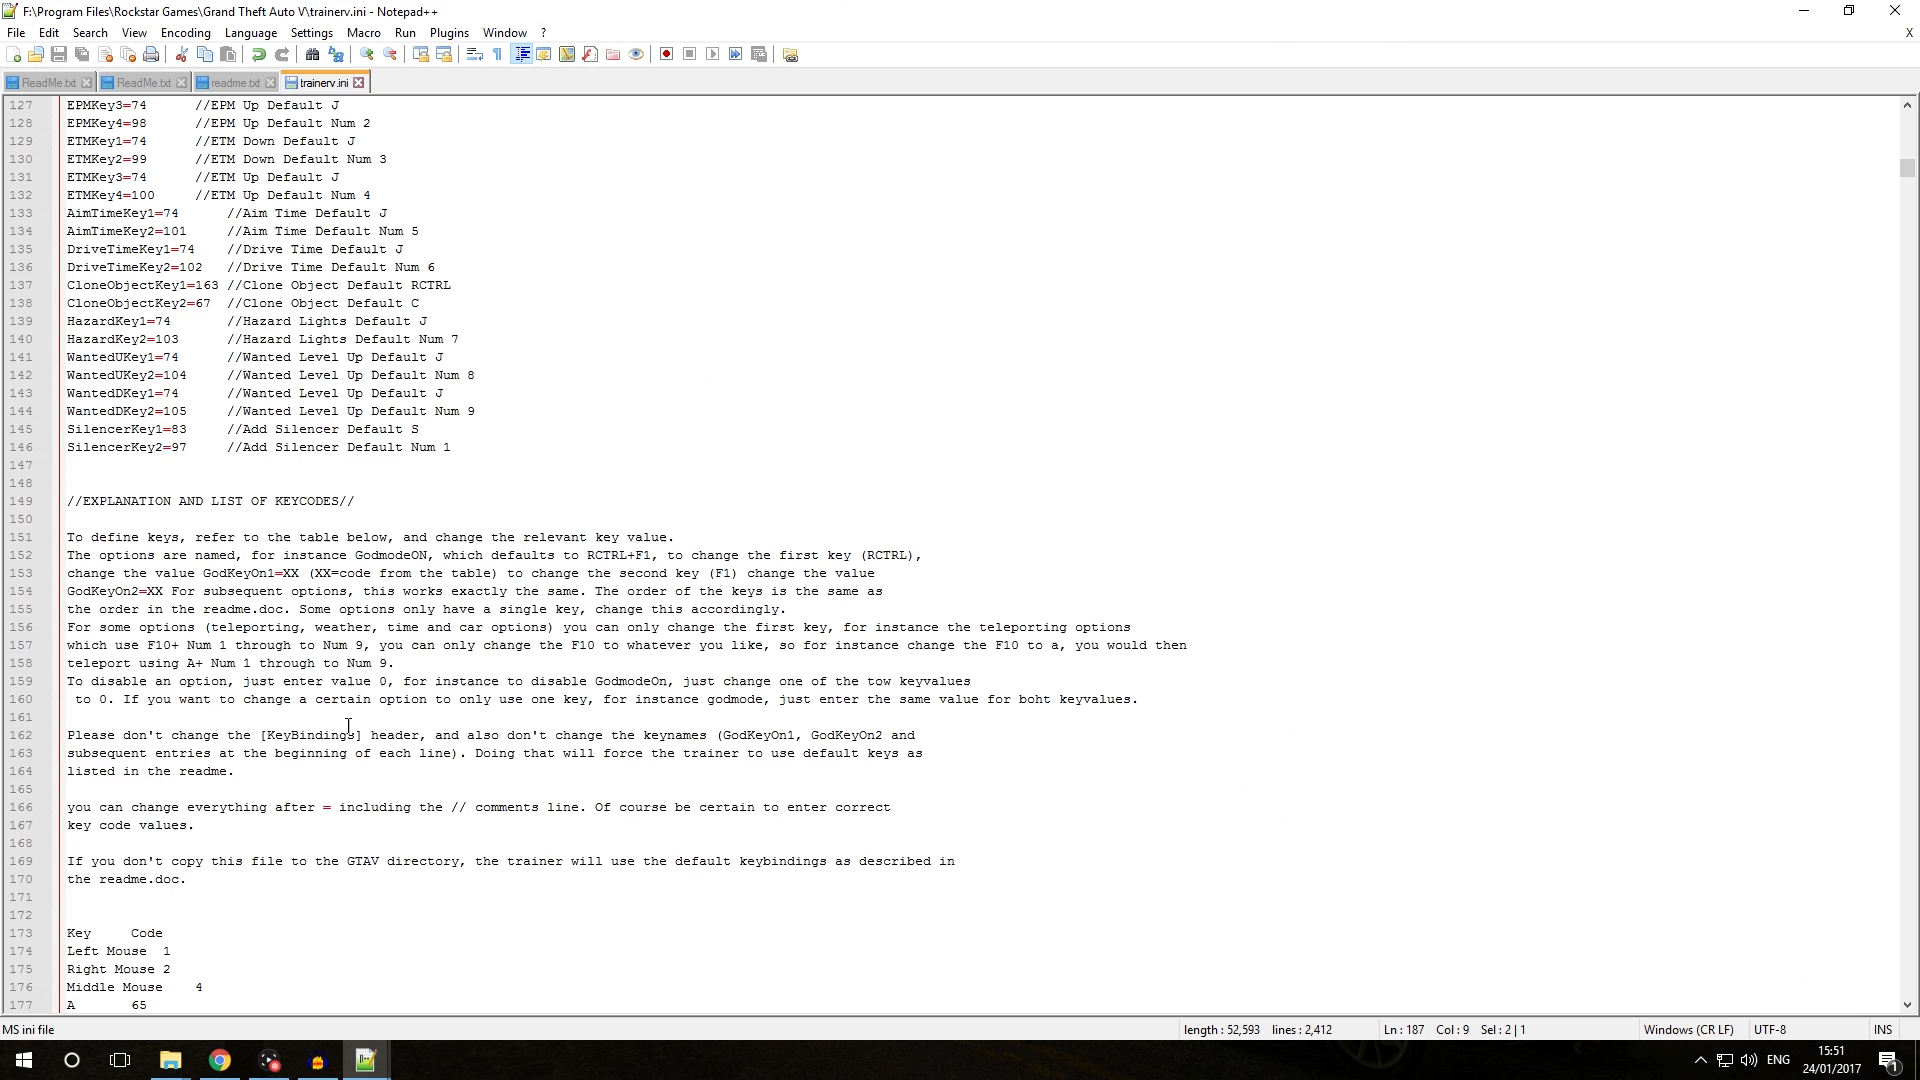 F:\Program Files\Rockstar Games\Grand Theft Auto V\trainerv.ini - Notepad++
File Edit Search View Encoding Language Settings Macro Run Plugins Window ? X
ReadMe.txt ReadMe.txt readme.txt trainerv.ini
127 EPMKey3=74 //EPM Up Default J
128 EPMKey4=98 //EPM Up Default Num 2
129 ETMKey1=74 //ETM Down Default J
130 ETMKey2=99 //ETM Down Default Num 3
131 ETMKey3=74 //ETM Up Default J
132 ETMKey4=100 //ETM Up Default Num 4
133 AimTimeKey1=74 //Aim Time Default J
134 AimTimeKey2=101 //Aim Time Default Num 5
135 DriveTimeKey1=74 //Drive Time Default J
136 DriveTimeKey2=102 //Drive Time Default Num 6
137 CloneObjectKey1=163 //Clone Object Default RCTRL
138 CloneObjectKey2=67 //Clone Object Default C
139 HazardKey1=74 //Hazard Lights Default J
140 HazardKey2=103 //Hazard Lights Default Num 7
141 WantedUKey1=74 //Wanted Level Up Default J
142 WantedUKey2=104 //Wanted Level Up Default Num 8
143 WantedDKey1=74 //Wanted Level Up Default J
144 WantedDKey2=105 //Wanted Level Up Default Num 9
145 SilencerKey1=83 //Add Silencer Default S
146 SilencerKey2=97 //Add Silencer Default Num 1
147
148
149 //EXPLANATION AND LIST OF KEYCODES//
150
151 To define keys, refer to the table below, and change the relevant key value.
152 The options are named, for instance GodmodeON, which defaults to RCTRL+F1, to change the first key (RCTRL),
153 change the value GodKeyOn1=XX (XX=code from the table) to change the second key (F1) change the value
154 GodKeyOn2=XX For subsequent options, this works exactly the same. The order of the keys is the same as
155 the order in the readme.doc. Some options only have a single key, change this accordingly.
156 For some options (teleporting, weather, time and car options) you can only change the first key, for instance the teleporting options
157 which use F10+ Num 1 through to Num 9, you can only change the F10 to whatever you like, so for instance change the F10 to a, you would then
158 teleport using A+ Num 1 through to Num 9.
159 To disable an option, just enter value 0, for instance to disable GodmodeOn, just change one of the tow keyvalues
160 to 0. If you want to change a certain option to only use one key, for instance godmode, just enter the same value for boht keyvalues.
161
162 Please don't change the [KeyBindings] header, and also don't change the keynames (GodKeyOn1, GodKeyOn2 and
163 subsequent entries at the beginning of each line). Doing that will force the trainer to use default keys as
164 listed in the readme.
165
166 you can change everything after = including the // comments line. Of course be certain to enter correct
167 key code values.
168
169 If you don't copy this file to the GTAV directory, the trainer will use the default keybindings as described in
170 the readme.doc.
171
172
173 Key Code
174 Left Mouse 1
175 Right Mouse 2
176 Middle Mouse 4
177 A 65
MS ini file length : 52,593 lines : 2,412 Ln : 187 Col : 9 Sel : 2 | 1 Windows (CR LF) UTF-8 INS
ENG 15:51
24/01/2017 1